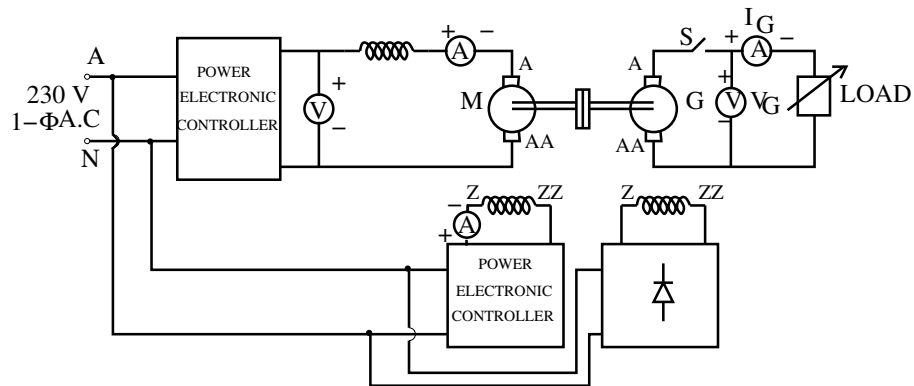 A
230 V
1−ΦA.C
N
POWER
ELECTRONIC
CONTROLLER
+
V
−
+
A
−
A
M
AA
A
G
AA
S
+
I G
A
−
+
V
−
V G
LOAD
Z
ZZ
−
A
+
POWER
ELECTRONIC
CONTROLLER
Z
ZZ